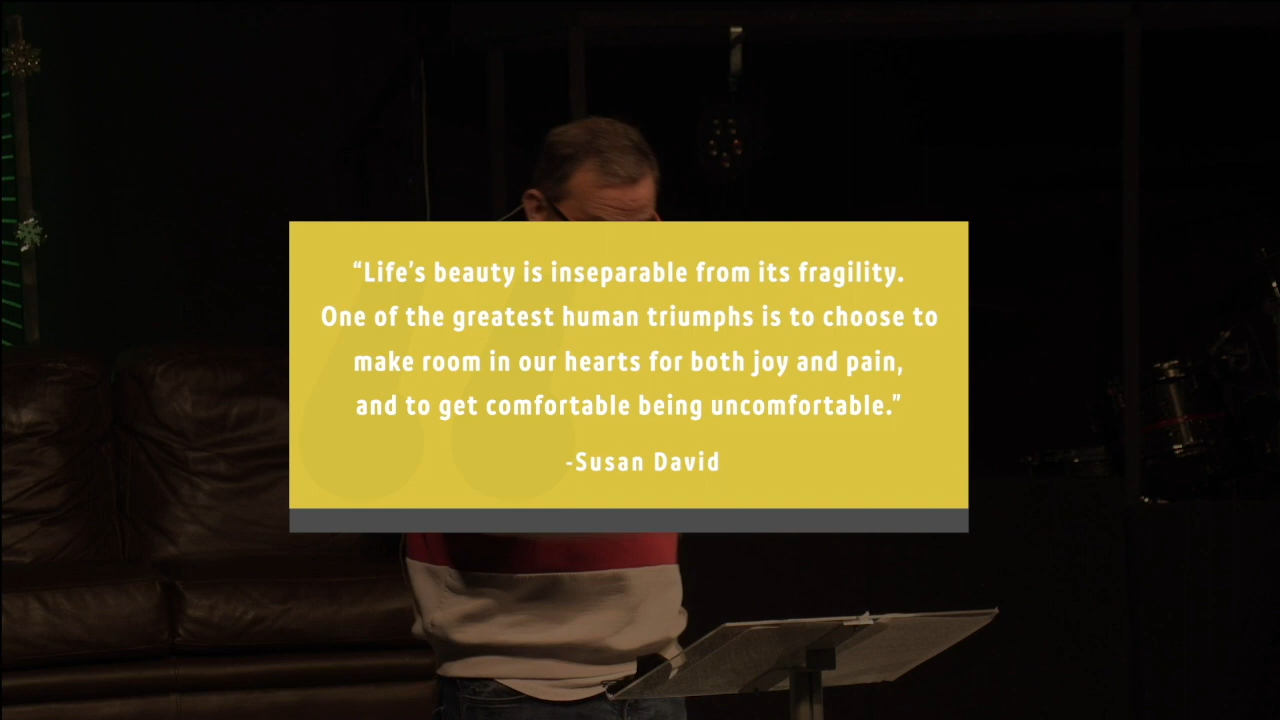 “Life’s beauty is inseparable from its fragility.
One of the greatest human triumphs is to choose to
make room in our hearts for both joy and pain,
and to get comfortable being uncomfortable.”
-Susan David